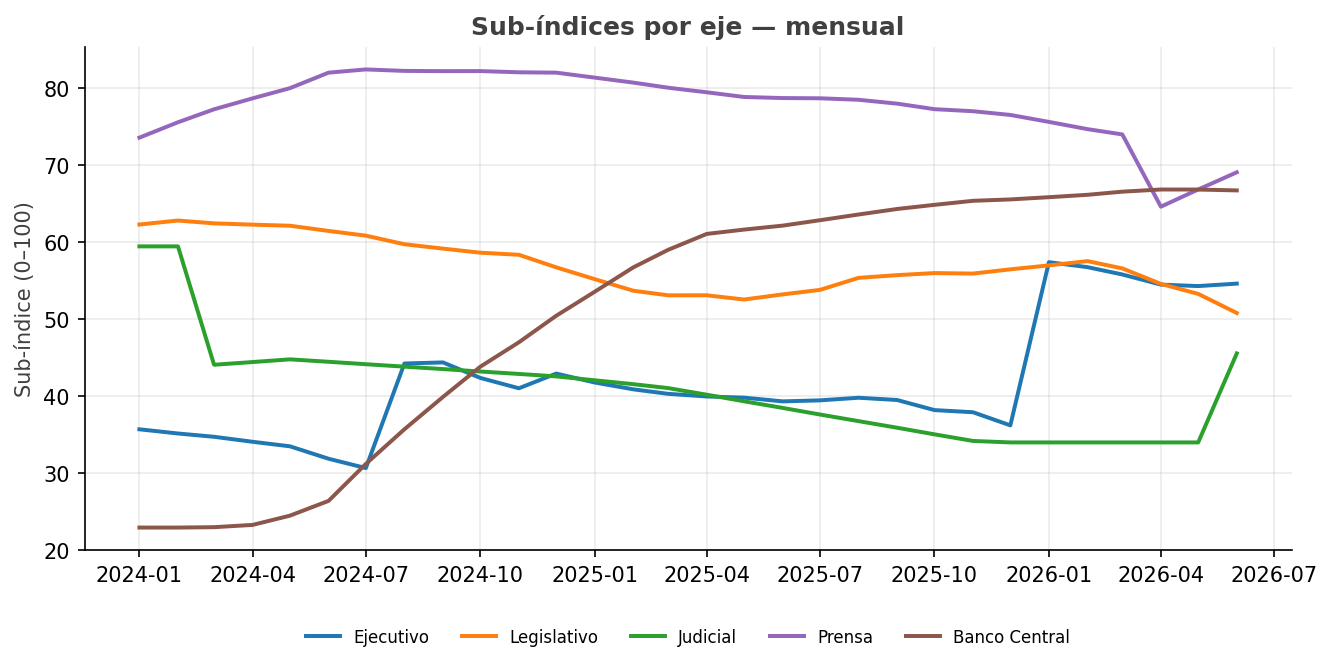 Sub-índices por eje — mensual
Sub-índice (0–100)
80
70
60
50
40
30
20
2024-01 2024-04 2024-07 2024-10 2025-01 2025-04 2025-07 2025-10 2026-01 2026-04 2026-07
Ejecutivo Legislativo Judicial Prensa Banco Central